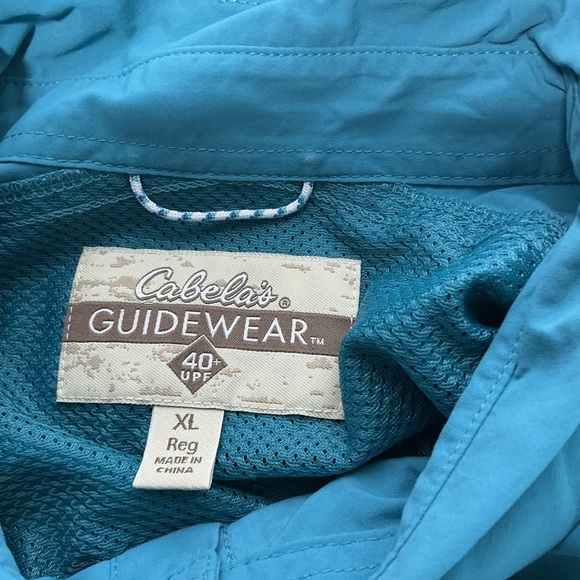 Cabela's®
GUIDEWEAR™
40+
UPF
XL
Reg
MADE IN
CHINA